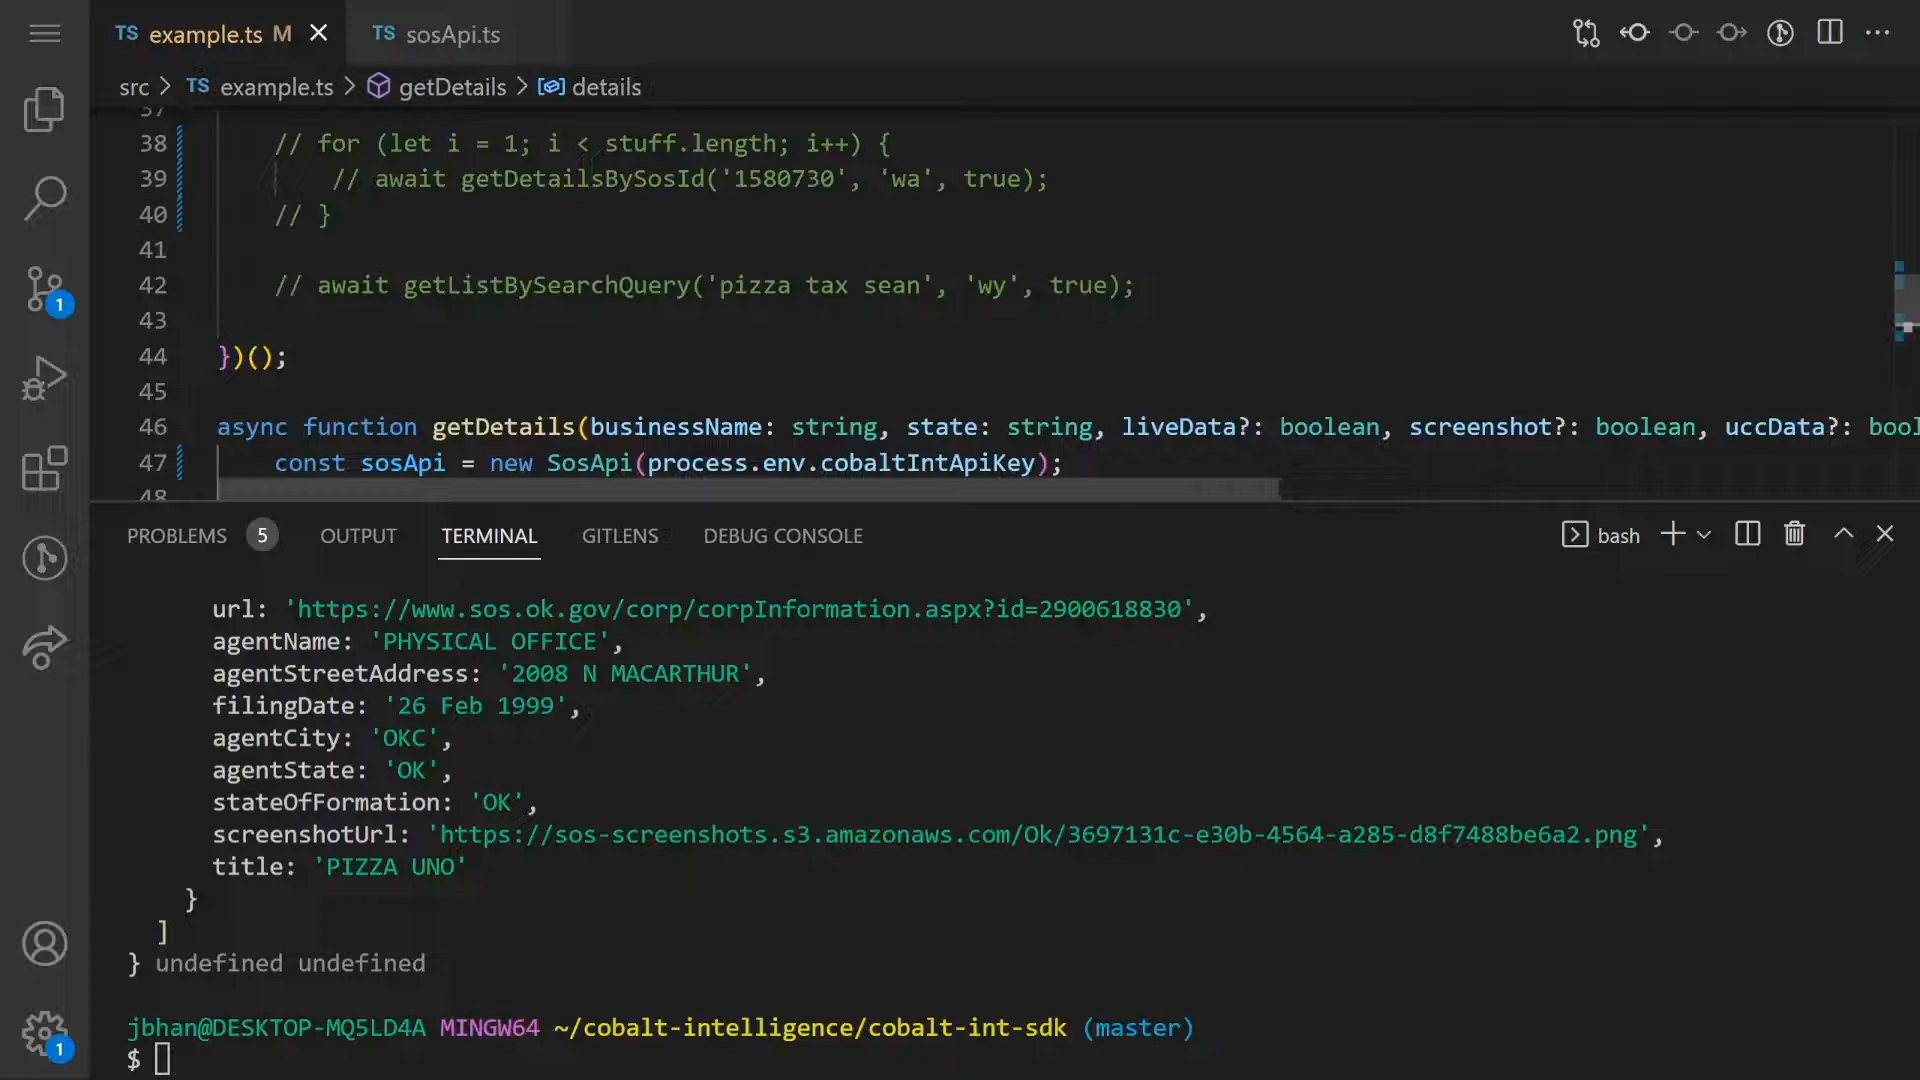 TS example.ts M
TS sosApi.ts
src > TS example.ts > getDetails > details
37
38 // for (let i = 1; i < stuff.length; i++) {
39 // await getDetailsBySosId('1580730', 'wa', true);
40 // }
41
42 // await getListBySearchQuery('pizza tax sean', 'wy', true);
43
44 })();
45
46 async function getDetails(businessName: string, state: string, liveData?: boolean, screenshot?: boolean, uccData?: bool
47 const sosApi = new SosApi(process.env.cobaltIntApiKey);
48
1
PROBLEMS 5 OUTPUT TERMINAL GITLENS DEBUG CONSOLE bash
url: 'https://www.sos.ok.gov/corp/corpInformation.aspx?id=2900618830',
agentName: 'PHYSICAL OFFICE',
agentStreetAddress: '2008 N MACARTHUR',
filingDate: '26 Feb 1999',
agentCity: 'OKC',
agentState: 'OK',
stateOfFormation: 'OK',
screenshotUrl: 'https://sos-screenshots.s3.amazonaws.com/Ok/3697131c-e30b-4564-a285-d8f7488be6a2.png',
title: 'PIZZA UNO'
}
]
} undefined undefined
jbhan@DESKTOP-MQ5LD4A MINGW64 ~/cobalt-intelligence/cobalt-int-sdk (master)
$
1